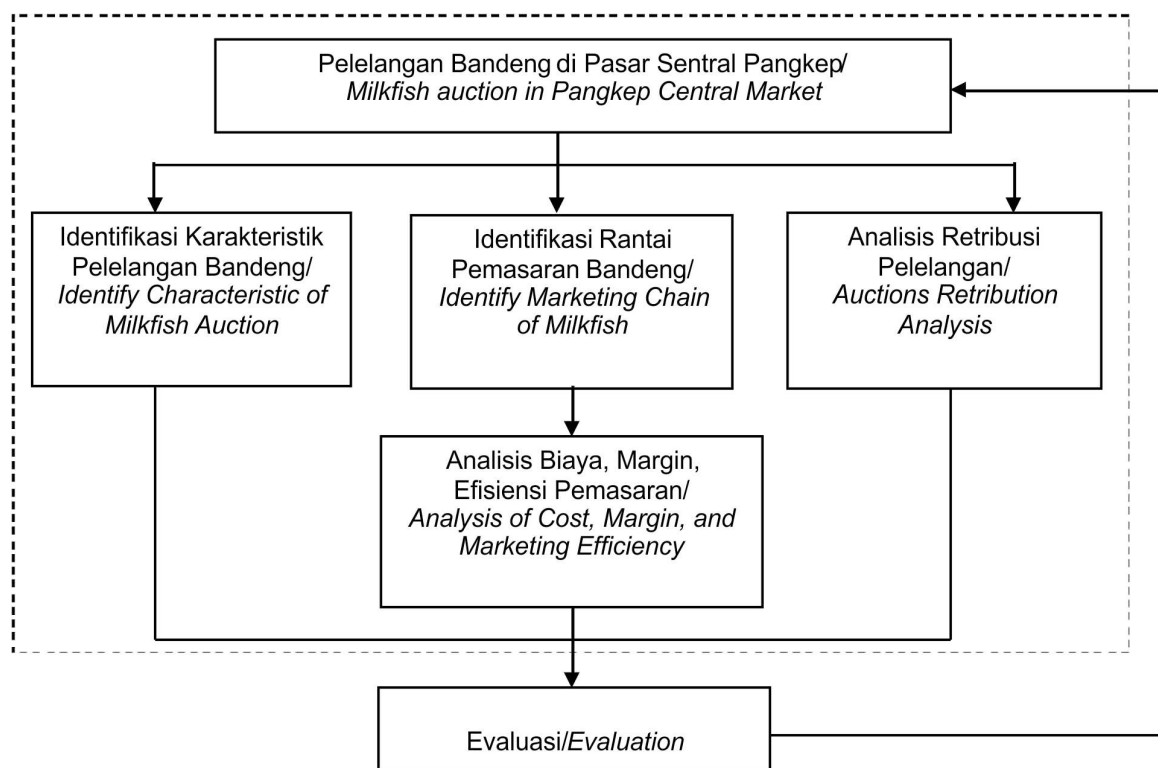 Pelelangan Bandeng di Pasar Sentral Pangkep/
Milkfish auction in Pangkep Central Market
Identifikasi Karakteristik
Pelelangan Bandeng/
Identify Characteristic of
Milkfish Auction
Identifikasi Rantai
Pemasaran Bandeng/
Identify Marketing Chain
of Milkfish
Analisis Retribusi
Pelelangan/
Auctions Retribution
Analysis
Analisis Biaya, Margin,
Efisiensi Pemasaran/
Analysis of Cost, Margin, and
Marketing Efficiency
Evaluasi/Evaluation